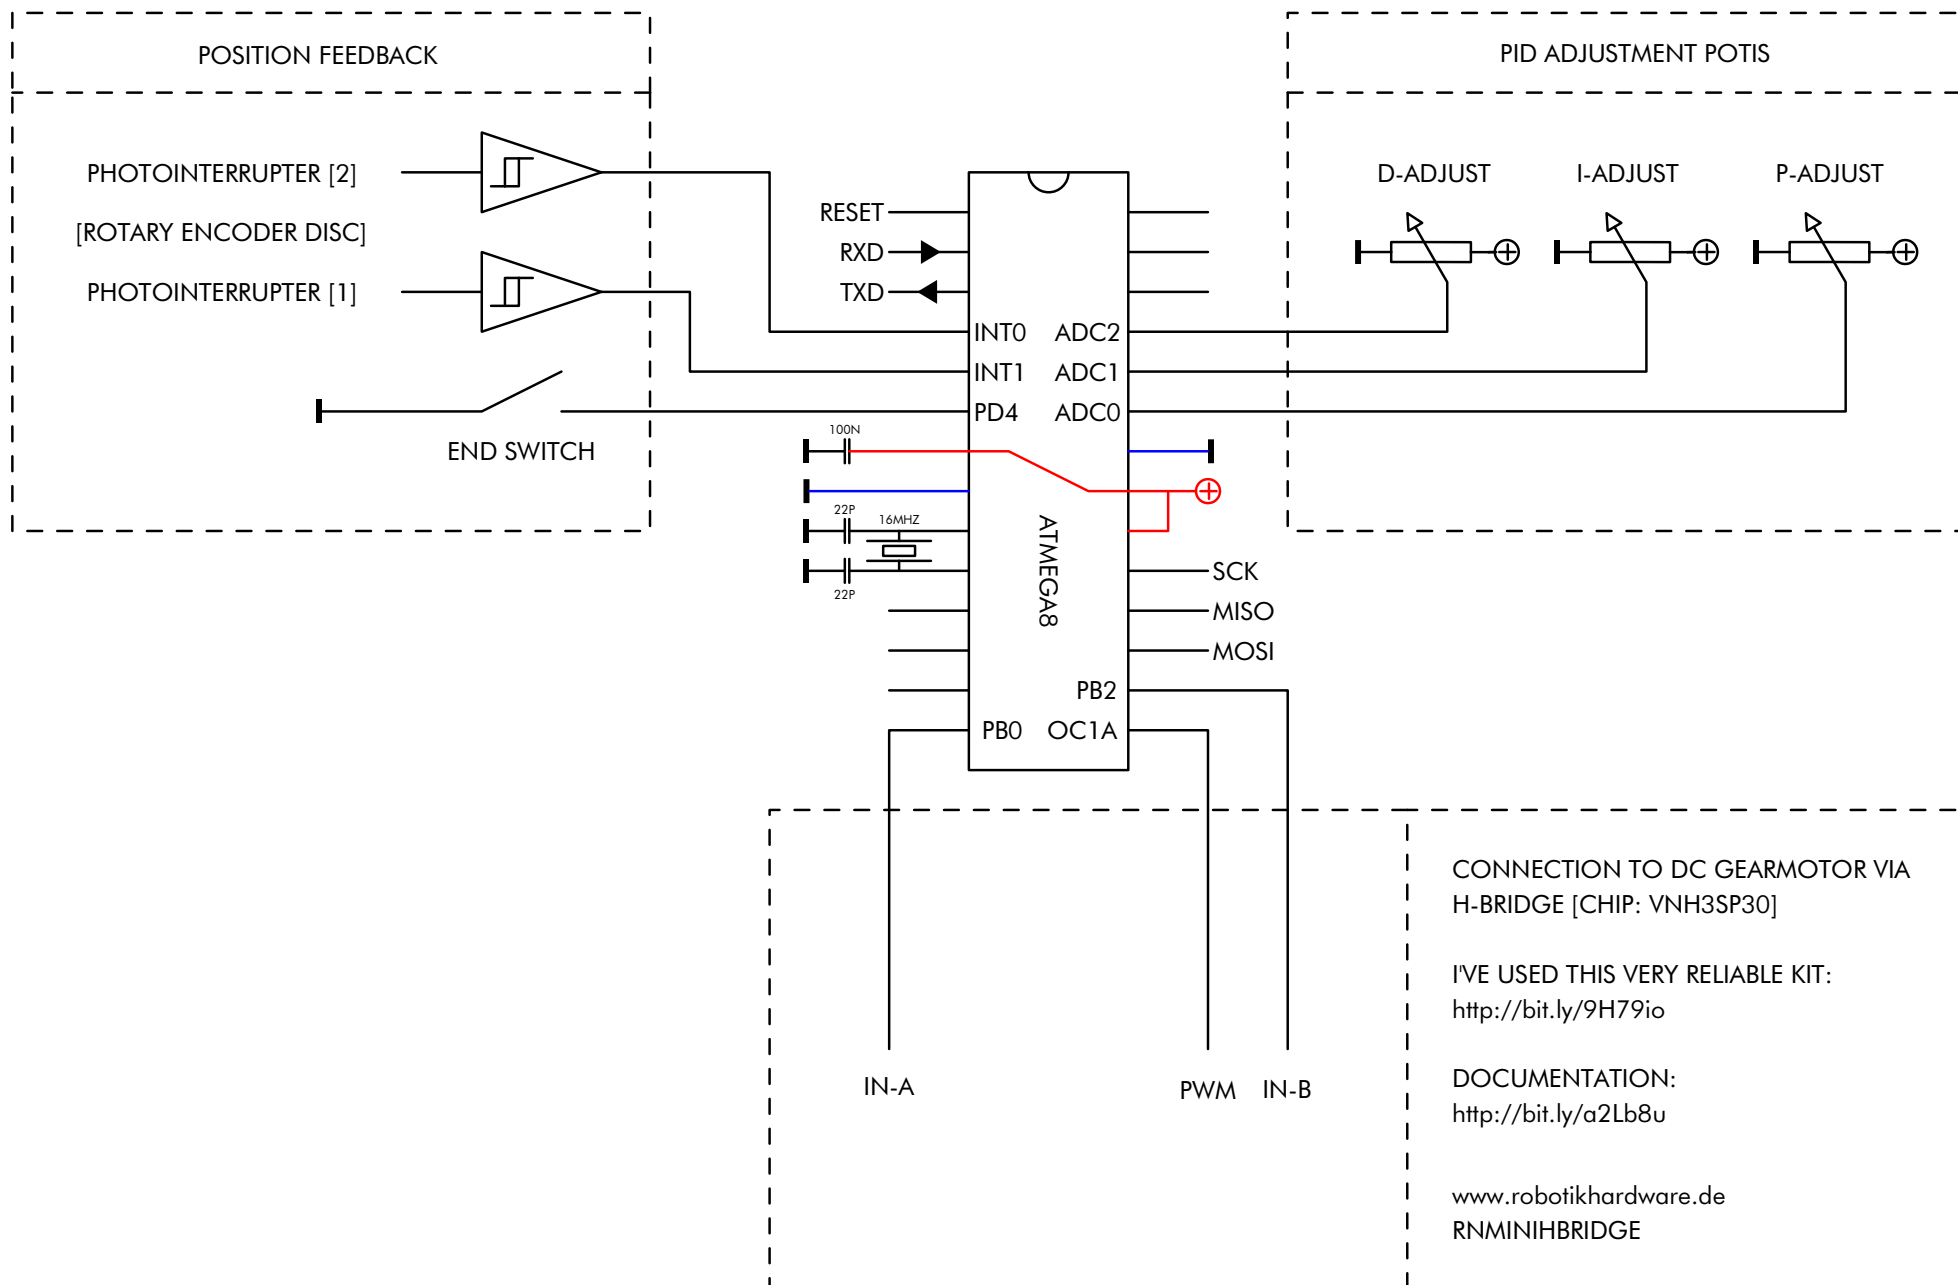 POSITION FEEDBACK
PHOTOINTERRUPTER [2]
[ROTARY ENCODER DISC]
PHOTOINTERRUPTER [1]
END SWITCH
PID ADJUSTMENT POTIS
D-ADJUST
I-ADJUST
P-ADJUST
RESET
RXD
TXD
INT0
ADC2
INT1
ADC1
PD4
ADC0
100N
22P
16MHZ
22P
ATMEGA8
SCK
MISO
MOSI
PB2
PB0
OC1A
IN-A
PWM
IN-B
CONNECTION TO DC GEARMOTOR VIA
H-BRIDGE [CHIP: VNH3SP30]
I'VE USED THIS VERY RELIABLE KIT:
http://bit.ly/9H79io
DOCUMENTATION:
http://bit.ly/a2Lb8u
www.robotikhardware.de
RNMINIHBRIDGE